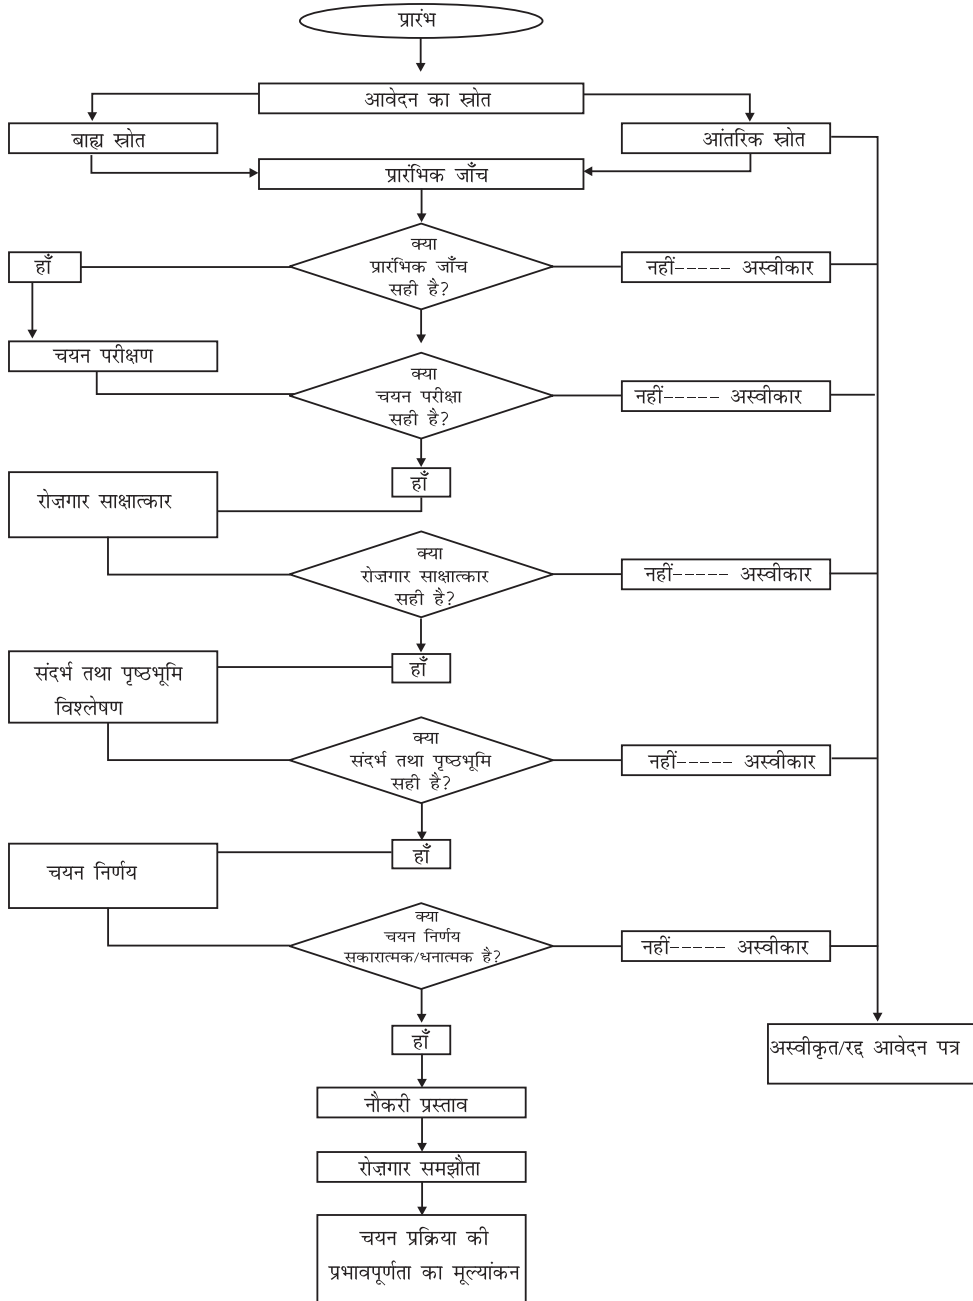 प्रारंभ
आवेदन का स्रोत
बाह्य स्रोत
आंतरिक स्रोत
प्रारंभिक जाँच
क्या
प्रारंभिक जाँच
सही है?
हाँ
नहीं----- अस्वीकार
चयन परीक्षण
क्या
चयन परीक्षा
सही है?
नहीं----- अस्वीकार
हाँ
रोज़गार साक्षात्कार
क्या
रोज़गार साक्षात्कार
सही है?
नहीं----- अस्वीकार
हाँ
संदर्भ तथा पृष्ठभूमि
विश्लेषण
क्या
संदर्भ तथा पृष्ठभूमि
सही है?
नहीं----- अस्वीकार
हाँ
चयन निर्णय
क्या
चयन निर्णय
सकारात्मक/धनात्मक है?
नहीं----- अस्वीकार
हाँ
अस्वीकृत/रद्द आवेदन पत्र
नौकरी प्रस्ताव
रोज़गार समझौता
चयन प्रक्रिया की
प्रभावपूर्णता का मूल्यांकन